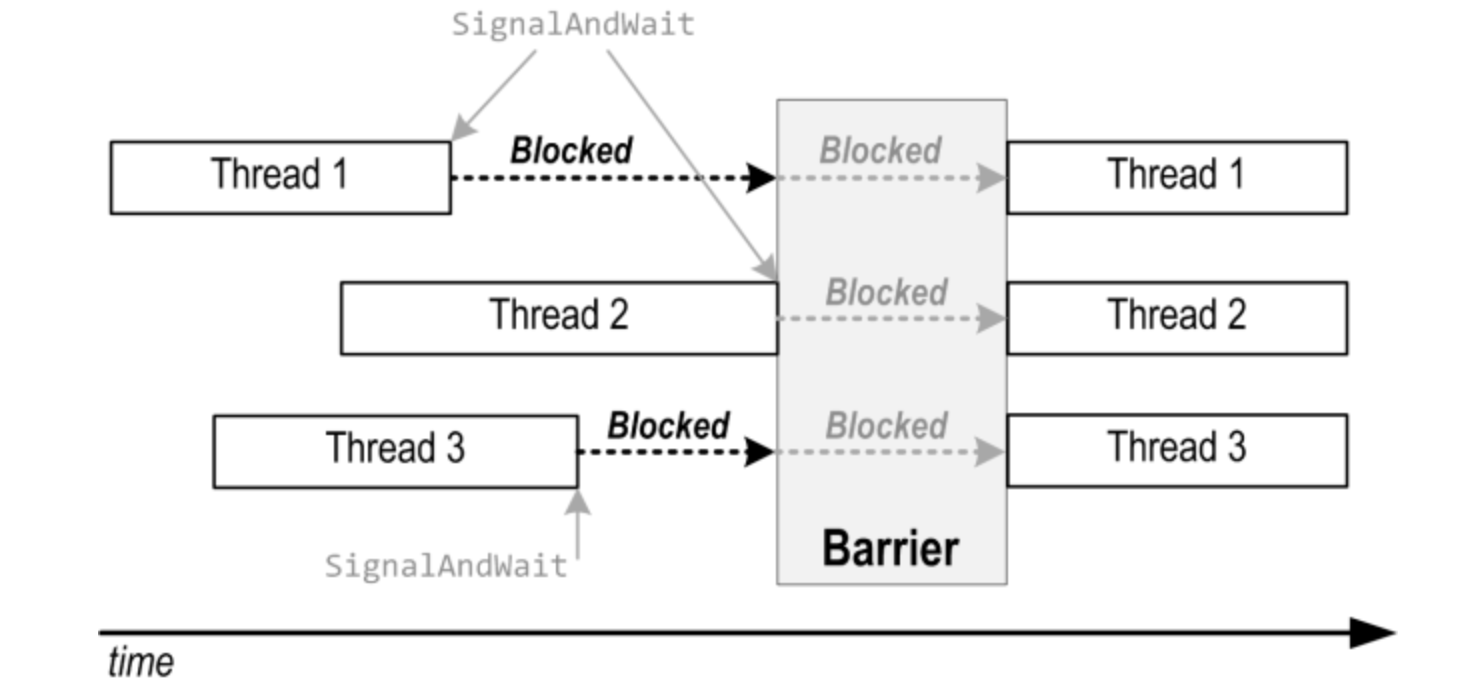 SignalAndWait
Thread 1
Blocked
Blocked
Thread 1
Thread 2
Blocked
Thread 2
Thread 3
Blocked
Blocked
Thread 3
Barrier
SignalAndWait
time